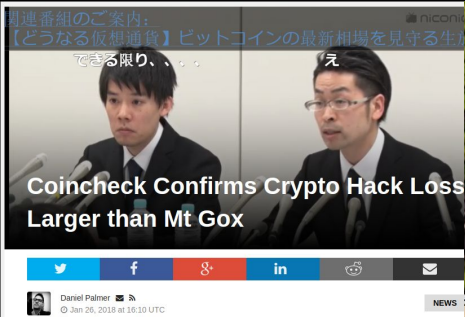 関連番組のご案内:
niconic
【どうなる仮想通貨】ビットコインの最新相場を見守る生放
できる限り、、、、 え
Coincheck Confirms Crypto Hack Loss
Larger than Mt Gox
Daniel Palmer
Jan 26, 2018 at 16:10 UTC
NEWS